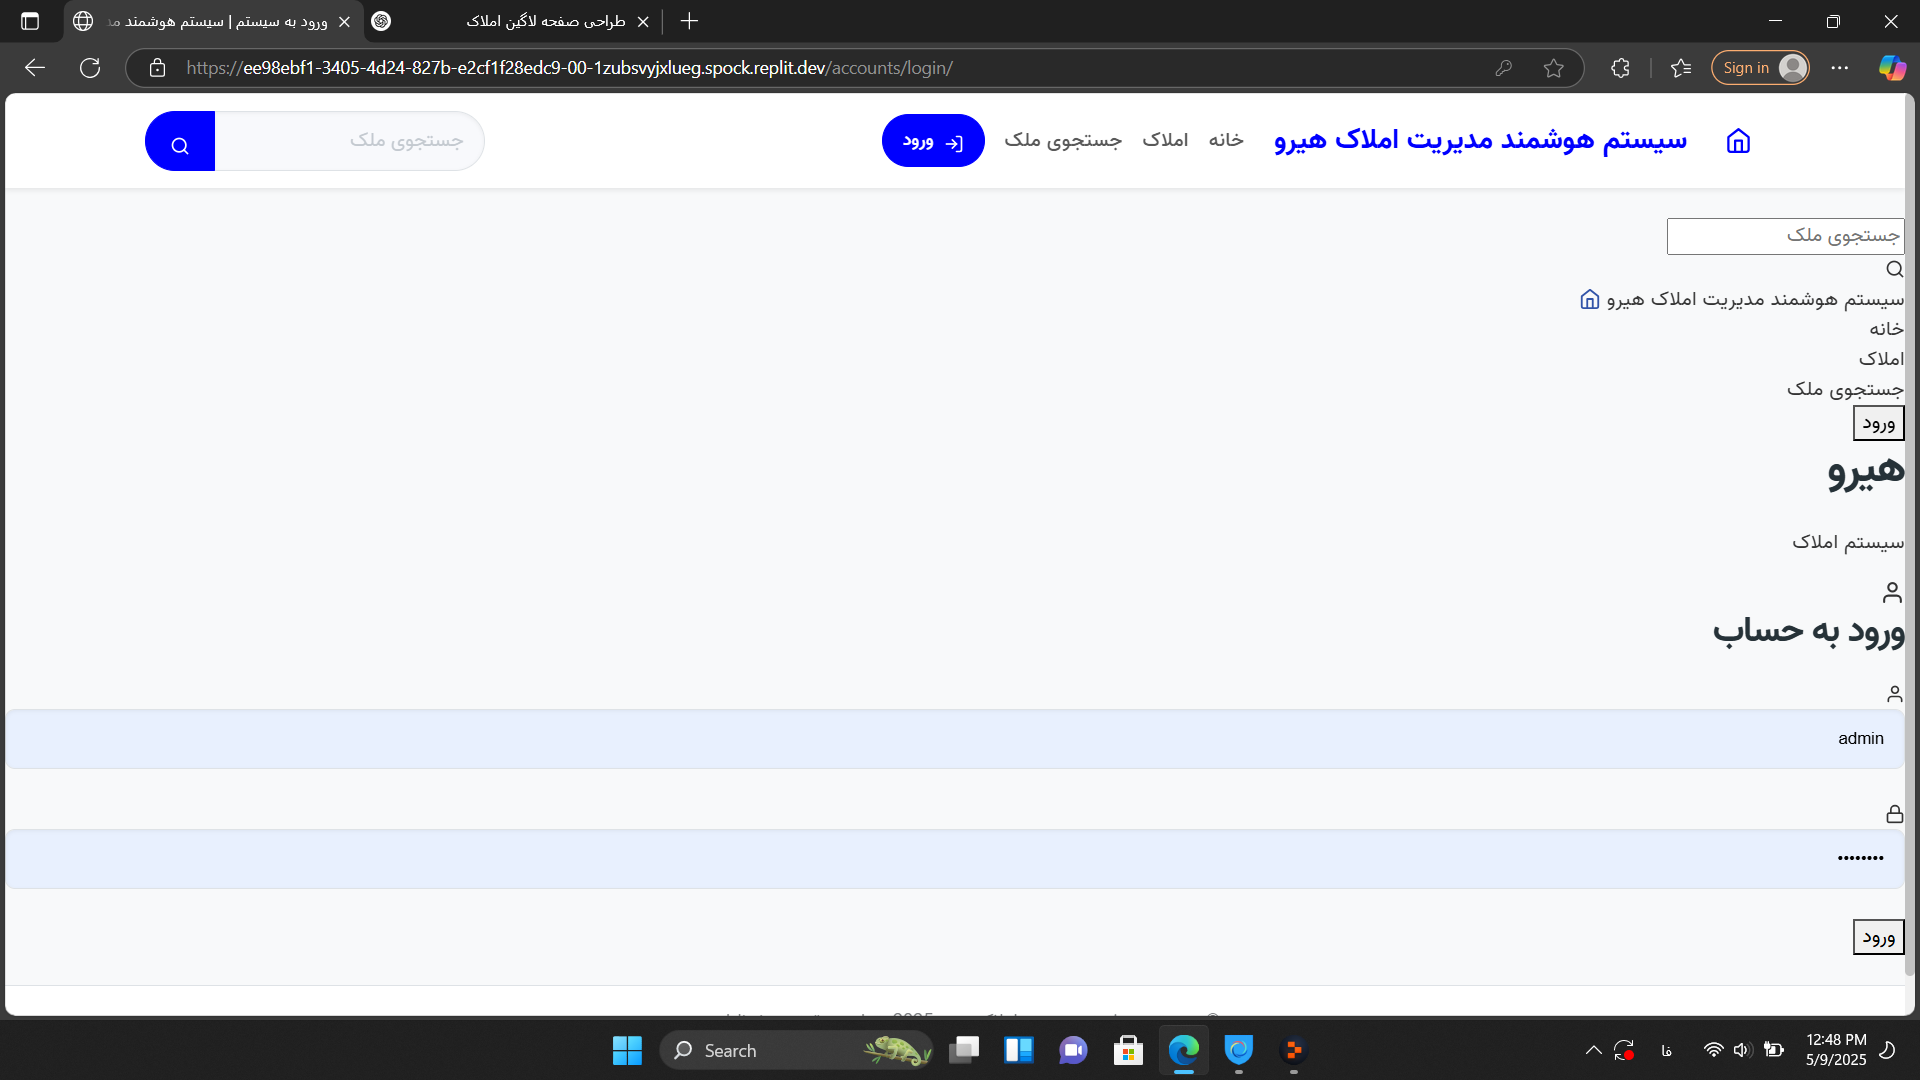 ورود به سیستم | سیستم هوشمند مد
طراحی صفحه لاگین املاک
https://ee98ebf1-3405-4d24-827b-e2cf1f28edc9-00-1zubsvyjxlueg.spock.replit.dev/accounts/login/
Sign in
سیستم هوشمند مدیریت املاک هیرو
خانه
املاک
جستجوی ملک
ورود
جستجوی ملک
جستجوی ملک
سیستم هوشمند مدیریت املاک هیرو
خانه
املاک
جستجوی ملک
ورود
هیرو
سیستم املاک
ورود به حساب
admin
••••••••
ورود
Search
فا
12:48 PM
5/9/2025